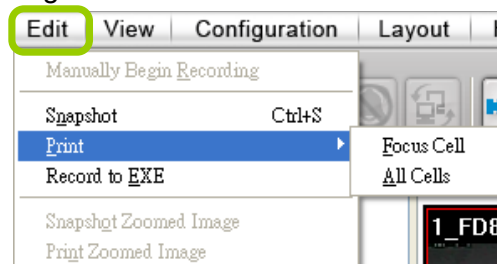 Edit View Configuration Layout
Manually Begin Recording
Snapshot Ctrl+S
Print Focus Cell
Record to EXE All Cells
Snapshot Zoomed Image
Print Zoomed Image
1_FD8